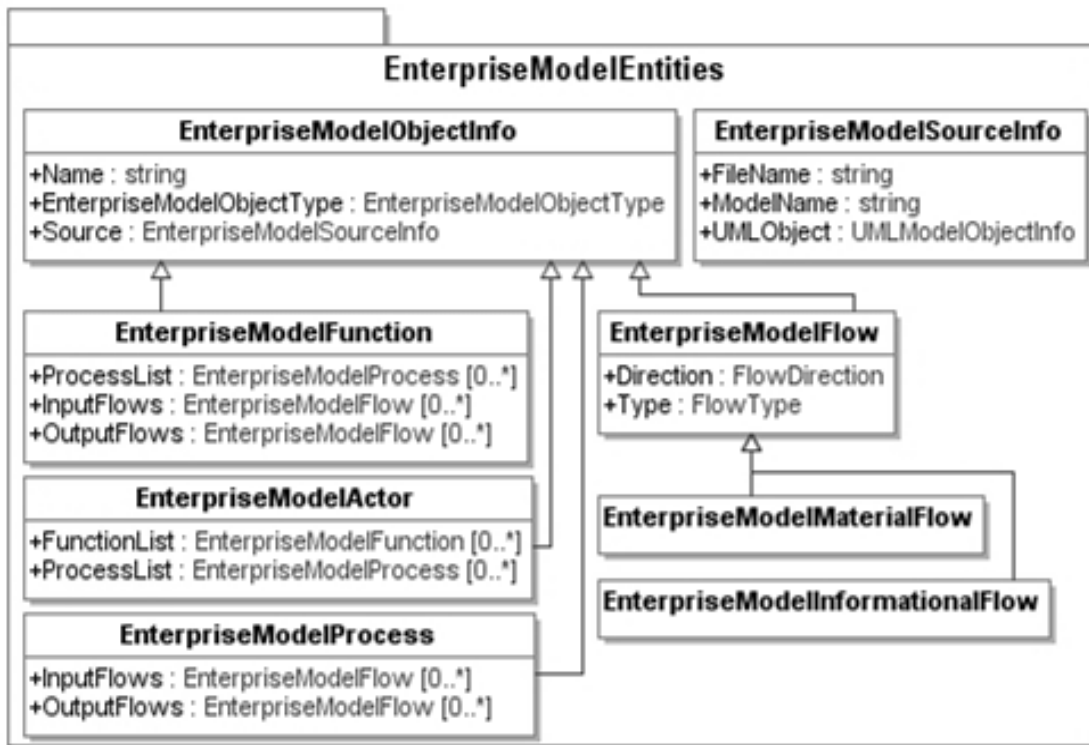 EnterpriseModelEntities
EnterpriseModelObjectInfo
+Name : string
+EnterpriseModelObjectType : EnterpriseModelObjectType
+Source : EnterpriseModelSourceInfo
EnterpriseModelSourceInfo
+FileName : string
+ModelName : string
+UMLObject : UMLModelObjectInfo
EnterpriseModelFunction
+ProcessList : EnterpriseModelProcess [0..*]
+InputFlows : EnterpriseModelFlow [0..*]
+OutputFlows : EnterpriseModelFlow [0..*]
EnterpriseModelFlow
+Direction : FlowDirection
+Type : FlowType
EnterpriseModelActor
+FunctionList : EnterpriseModelFunction [0..*]
+ProcessList : EnterpriseModelProcess [0..*]
EnterpriseModelMaterialFlow
EnterpriseModelInformationalFlow
EnterpriseModelProcess
+InputFlows : EnterpriseModelFlow [0..*]
+OutputFlows : EnterpriseModelFlow [0..*]